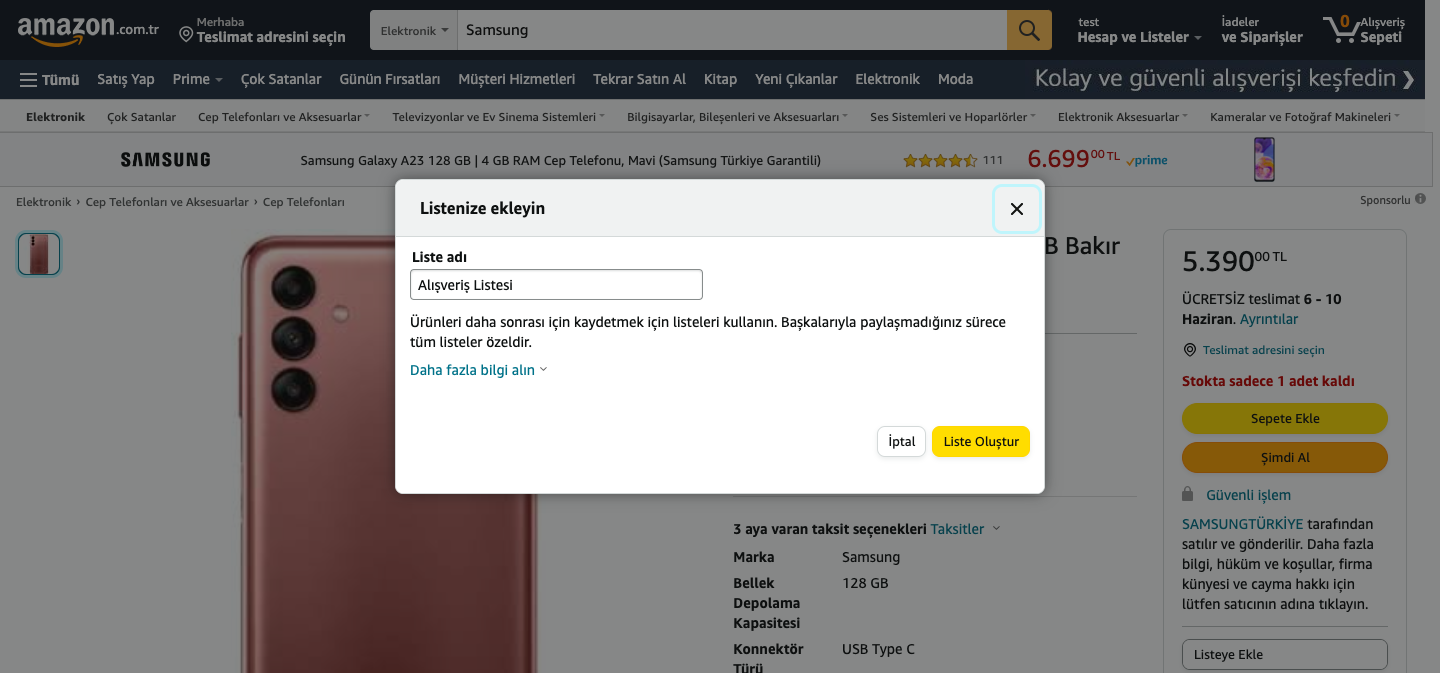 amazon.com.tr
Merhaba
Teslimat adresini seçin
Elektronik
Samsung
test
Hesap ve Listeler
İadeler
ve Siparişler
0
Alışveriş
Sepeti
Tümü
Satış Yap
Prime
Çok Satanlar
Günün Fırsatları
Müşteri Hizmetleri
Tekrar Satın Al
Kitap
Yeni Çıkanlar
Elektronik
Moda
Kolay ve güvenli alışverişi keşfedin ❯
Elektronik
Çok Satanlar
Cep Telefonları ve Aksesuarlar
Televizyonlar ve Ev Sinema Sistemleri
Bilgisayarlar, Bileşenleri ve Aksesuarları
Ses Sistemleri ve Hoparlörler
Elektronik Aksesuarlar
Kameralar ve Fotoğraf Makineleri
SAMSUNG
Samsung Galaxy A23 128 GB | 4 GB RAM Cep Telefonu, Mavi (Samsung Türkiye Garantili)
111
6.69900 TL
prime
Elektronik › Cep Telefonları ve Aksesuarlar › Cep Telefonları
Sponsorlu
Listenize ekleyin
Liste adı
Alışveriş Listesi
Ürünleri daha sonrası için kaydetmek için listeleri kullanın. Başkalarıyla paylaşmadığınız sürece
tüm listeler özeldir.
Daha fazla bilgi alın
İptal
Liste Oluştur
B Bakır
3 aya varan taksit seçenekleri Taksitler
Marka Samsung
Bellek 128 GB
Depolama
Kapasitesi
Konnektör USB Type C
Türü
5.39000 TL
ÜCRETSİZ teslimat 6 - 10
Haziran. Ayrıntılar
Teslimat adresini seçin
Stokta sadece 1 adet kaldı
Sepete Ekle
Şimdi Al
Güvenli işlem
SAMSUNGTÜRKİYE tarafından
satılır ve gönderilir. Daha fazla
bilgi, hüküm ve koşullar, firma
künyesi ve cayma hakkı için
lütfen satıcının adına tıklayın.
Listeye Ekle